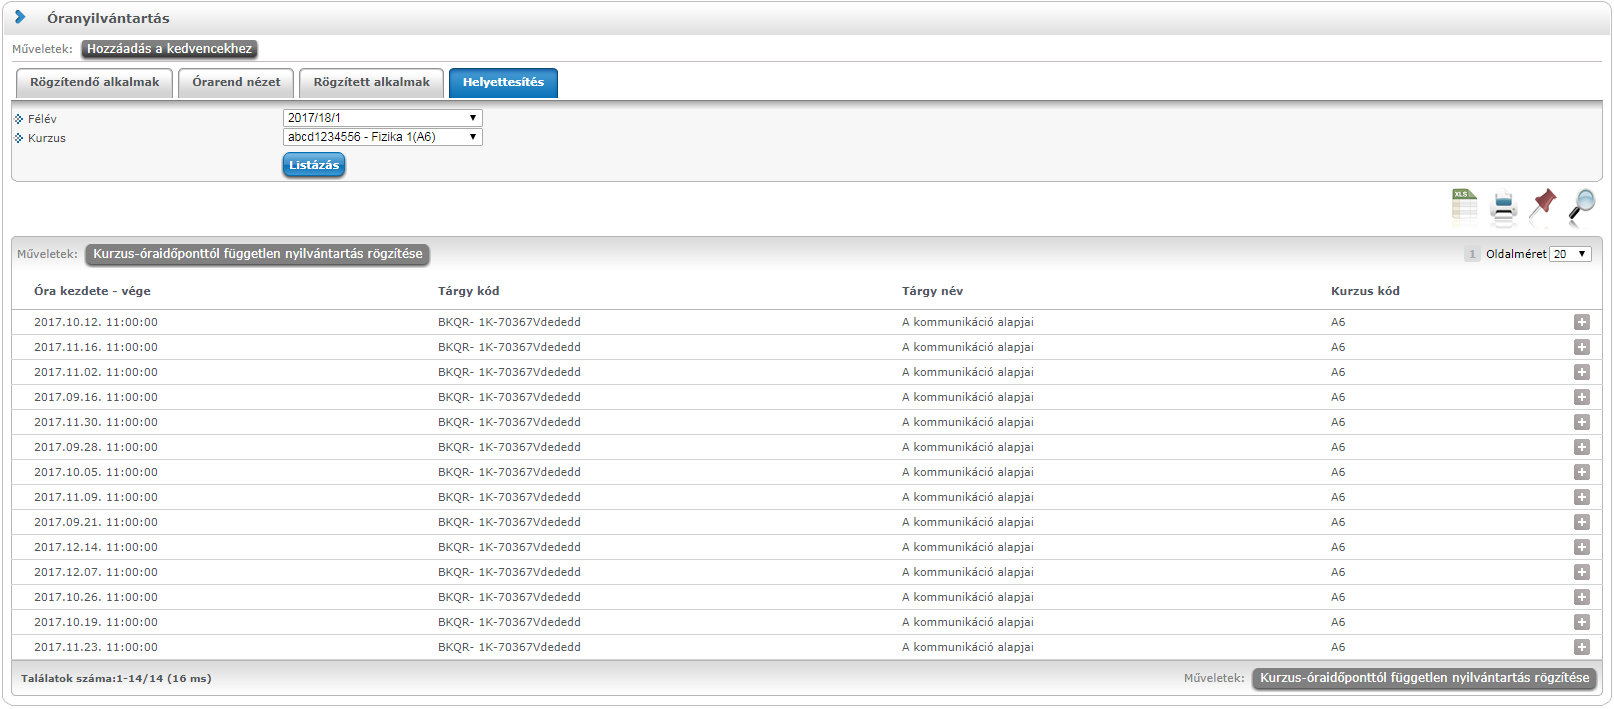 Óranyilvántartás
Műveletek: Hozzáadás a kedvencekhez
Rögzítendő alkalmak Órarend nézet Rögzített alkalmak Helyettesítés
Félév 2017/18/1
Kurzus abcd1234556 - Fizika 1(A6)
Listázás
XLS
Műveletek: Kurzus-óraidőponttól független nyilvántartás rögzítése 1 Oldalméret 20
Óra kezdete - vége Tárgy kód Tárgy név Kurzus kód
2017.10.12. 11:00:00 BKQR- 1K-70367Vdededd A kommunikáció alapjai A6
2017.11.16. 11:00:00 BKQR- 1K-70367Vdededd A kommunikáció alapjai A6
2017.11.02. 11:00:00 BKQR- 1K-70367Vdededd A kommunikáció alapjai A6
2017.09.16. 11:00:00 BKQR- 1K-70367Vdededd A kommunikáció alapjai A6
2017.11.30. 11:00:00 BKQR- 1K-70367Vdededd A kommunikáció alapjai A6
2017.09.28. 11:00:00 BKQR- 1K-70367Vdededd A kommunikáció alapjai A6
2017.10.05. 11:00:00 BKQR- 1K-70367Vdededd A kommunikáció alapjai A6
2017.11.09. 11:00:00 BKQR- 1K-70367Vdededd A kommunikáció alapjai A6
2017.09.21. 11:00:00 BKQR- 1K-70367Vdededd A kommunikáció alapjai A6
2017.12.14. 11:00:00 BKQR- 1K-70367Vdededd A kommunikáció alapjai A6
2017.12.07. 11:00:00 BKQR- 1K-70367Vdededd A kommunikáció alapjai A6
2017.10.26. 11:00:00 BKQR- 1K-70367Vdededd A kommunikáció alapjai A6
2017.10.19. 11:00:00 BKQR- 1K-70367Vdededd A kommunikáció alapjai A6
2017.11.23. 11:00:00 BKQR- 1K-70367Vdededd A kommunikáció alapjai A6
Találatok száma:1-14/14 (16 ms) Műveletek: Kurzus-óraidőponttól független nyilvántartás rögzítése